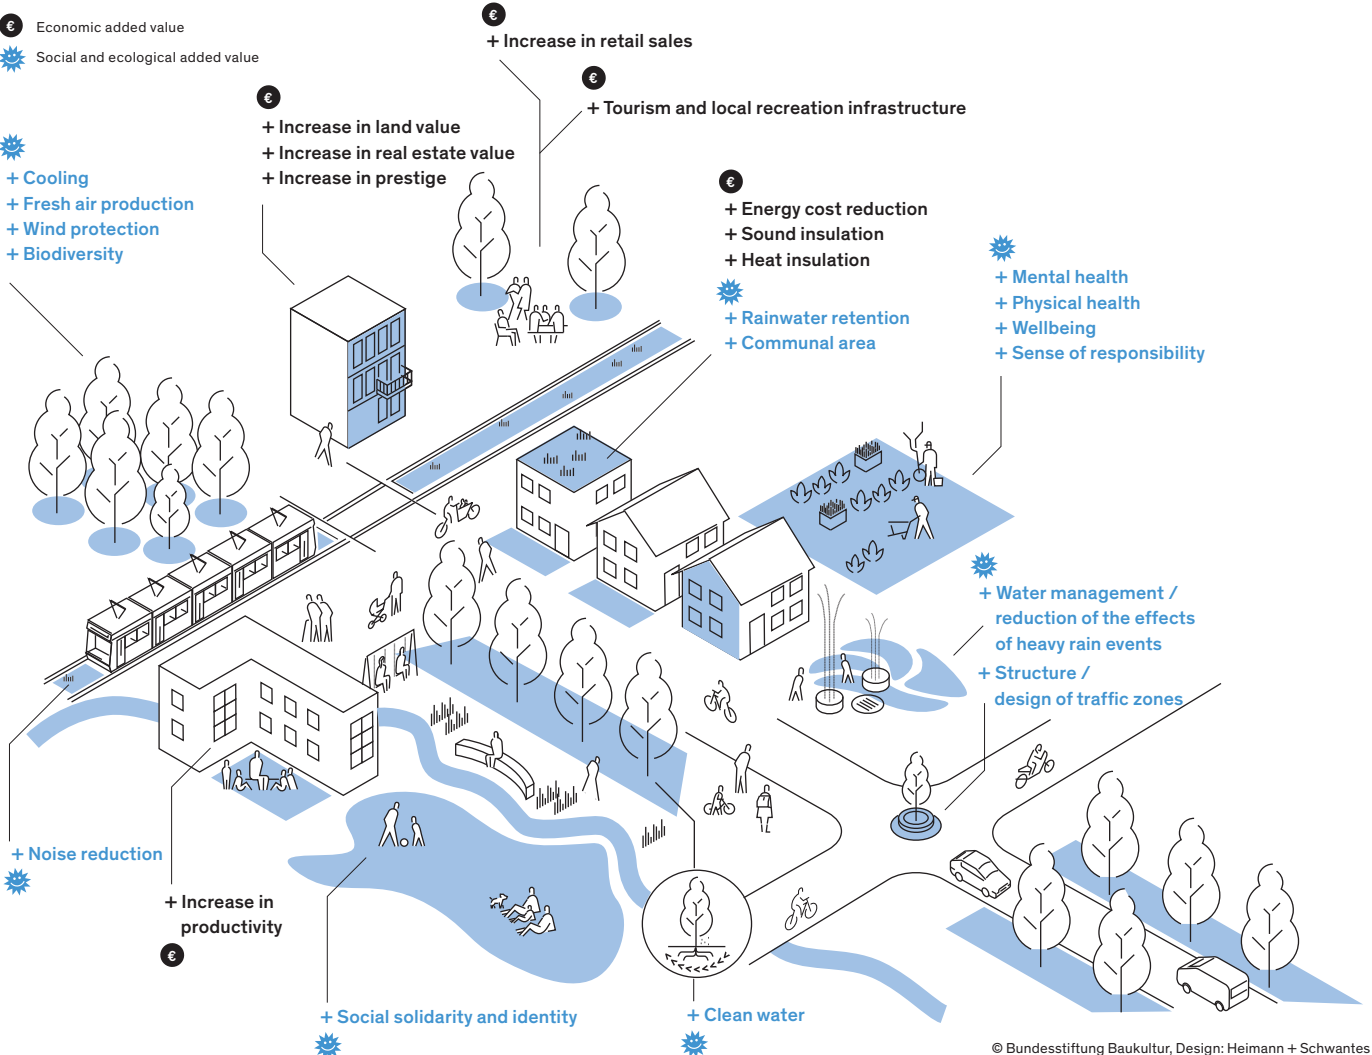 € Economic added value
Social and ecological added value
€
+ Increase in retail sales
€
+ Tourism and local recreation infrastructure
€
+ Increase in land value
+ Increase in real estate value
+ Increase in prestige
+ Cooling
+ Fresh air production
+ Wind protection
+ Biodiversity
€
+ Energy cost reduction
+ Sound insulation
+ Heat insulation
+ Rainwater retention
+ Communal area
+ Mental health
+ Physical health
+ Wellbeing
+ Sense of responsibility
+ Water management /
reduction of the effects
of heavy rain events
+ Structure /
design of traffic zones
+ Noise reduction
+ Increase in
productivity
€
+ Social solidarity and identity
+ Clean water
© Bundesstiftung Baukultur, Design: Heimann + Schwantes